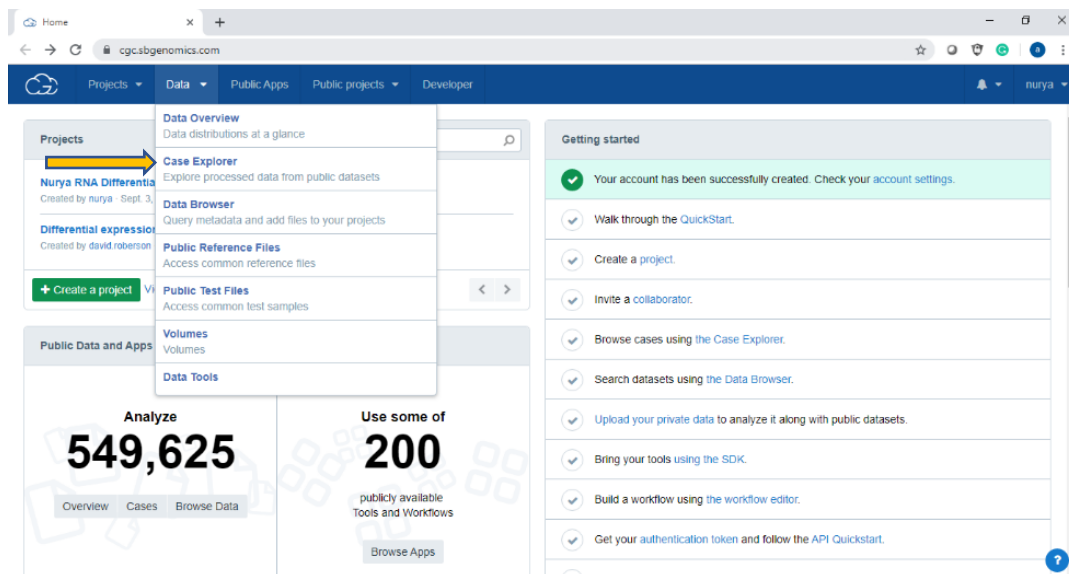 Home
cgc.sbgenomics.com
a
Projects Data Public Apps Public projects Developer nurya
Projects
Nurya RNA Differentia
Created by nurya · Sept. 3,
Differential expression
Created by david.roberson
Create a project
Data Overview
Data distributions at a glance
Case Explorer
Explore processed data from public datasets
Data Browser
Query metadata and add files to your projects
Public Reference Files
Access common reference files
Public Test Files
Access common test samples
Volumes
Volumes
Data Tools
Public Data and Apps
Analyze
549,625
Overview Cases Browse Data
Use some of
200
publicly available
Tools and Workflows
Browse Apps
Getting started
Your account has been successfully created. Check your account settings.
Walk through the QuickStart.
Create a project.
Invite a collaborator.
Browse cases using the Case Explorer.
Search datasets using the Data Browser.
Upload your private data to analyze it along with public datasets.
Bring your tools using the SDK.
Build a workflow using the workflow editor.
Get your authentication token and follow the API Quickstart.
?